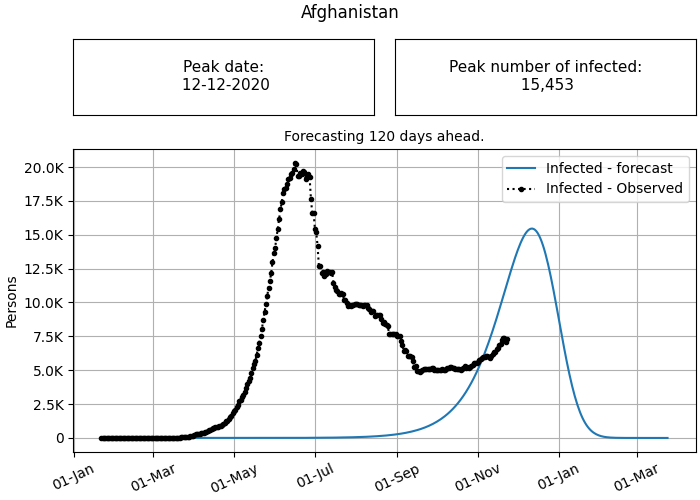 Afghanistan
Peak date:
12-12-2020
Peak number of infected:
15,453
Forecasting 120 days ahead.
Infected - forecast
Infected - Observed
Persons
20.0K
17.5K
15.0K
12.5K
10.0K
7.5K
5.0K
2.5K
0
01-Jan
01-Mar
01-May
01-Jul
01-Sep
01-Nov
01-Jan
01-Mar